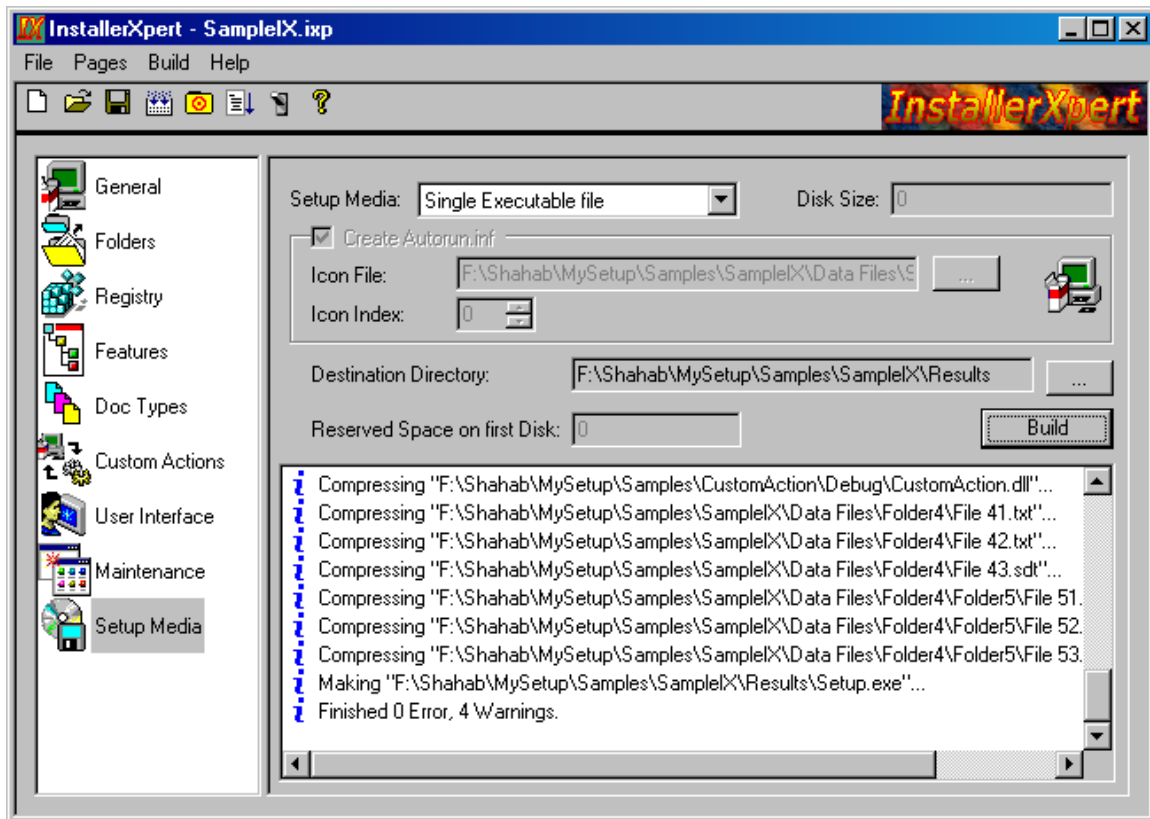 InstallerXpert - SampleIX.ixp
File Pages Build Help
InstallerXpert
General
Folders
Registry
Features
Doc Types
Custom Actions
User Interface
Maintenance
Setup Media
Setup Media: Single Executable file Disk Size: 0
Create Autorun.inf
Icon File: F:\Shahab\MySetup\Samples\SampleIX\Data Files\S ...
Icon Index: 0
Destination Directory: F:\Shahab\MySetup\Samples\SampleIX\Results ...
Reserved Space on first Disk: 0 Build
Compressing "F:\Shahab\MySetup\Samples\CustomAction\Debug\CustomAction.dll"...
Compressing "F:\Shahab\MySetup\Samples\SampleIX\Data Files\Folder4\File 41.txt"...
Compressing "F:\Shahab\MySetup\Samples\SampleIX\Data Files\Folder4\File 42.txt"...
Compressing "F:\Shahab\MySetup\Samples\SampleIX\Data Files\Folder4\File 43.sdt"...
Compressing "F:\Shahab\MySetup\Samples\SampleIX\Data Files\Folder4\Folder5\File 51.
Compressing "F:\Shahab\MySetup\Samples\SampleIX\Data Files\Folder4\Folder5\File 52.
Compressing "F:\Shahab\MySetup\Samples\SampleIX\Data Files\Folder4\Folder5\File 53.
Making "F:\Shahab\MySetup\Samples\SampleIX\Results\Setup.exe"...
Finished 0 Error, 4 Warnings.